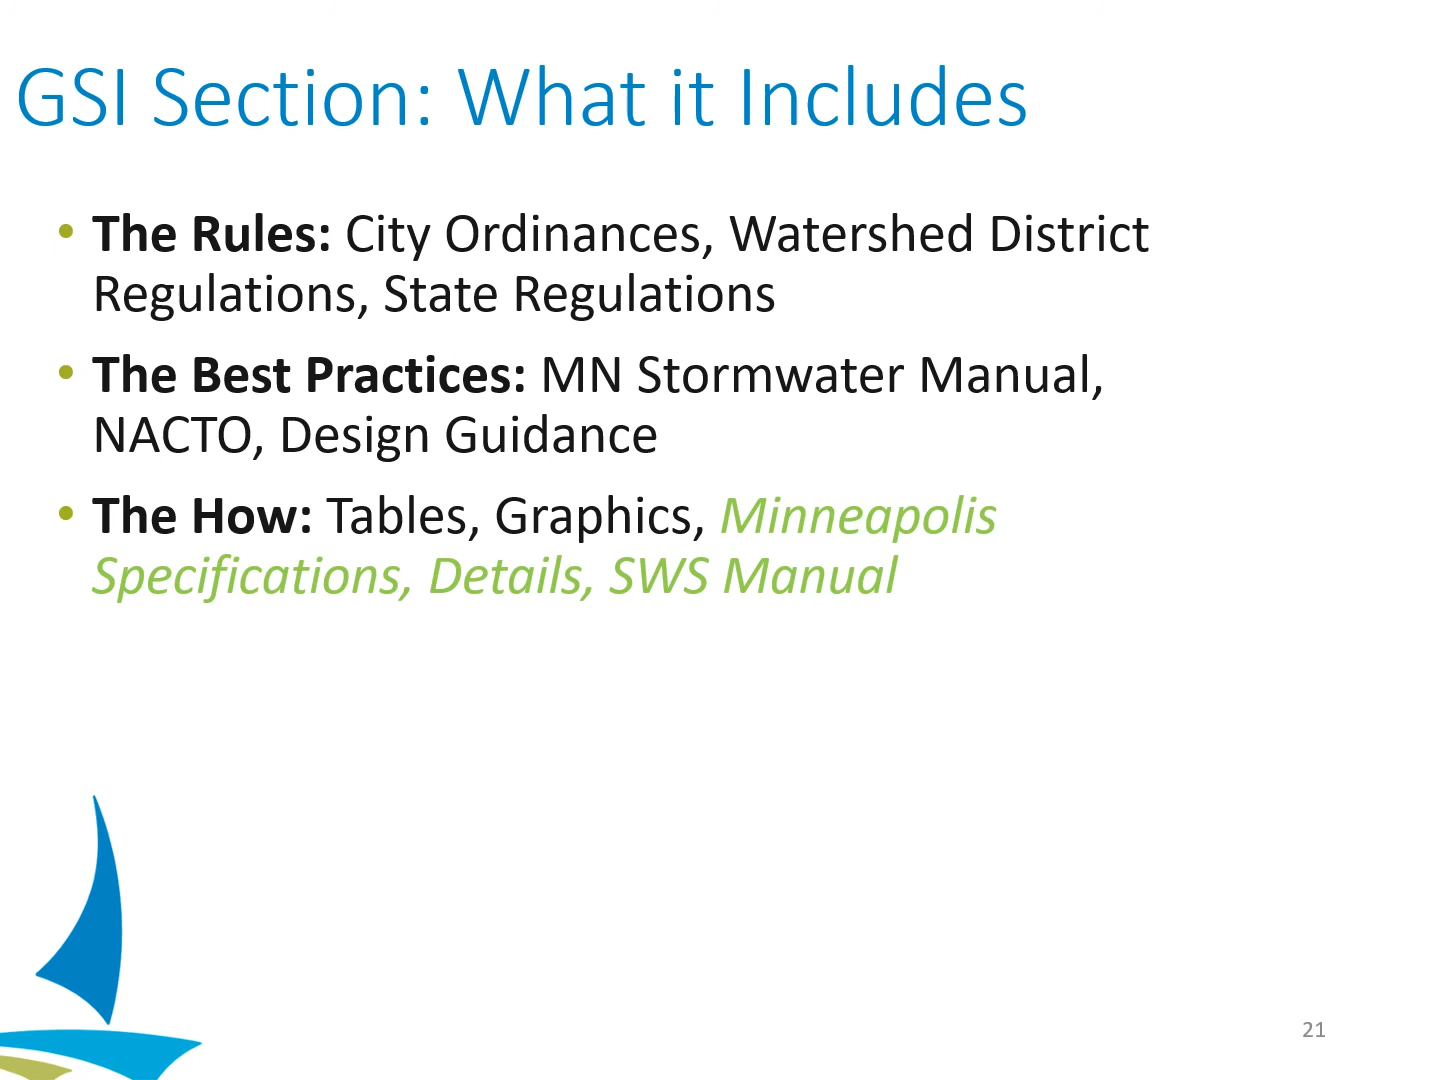 GSI Section: What it Includes
• The Rules: City Ordinances, Watershed District
Regulations, State Regulations
• The Best Practices: MN Stormwater Manual,
NACTO, Design Guidance
• The How: Tables, Graphics, Minneapolis
Specifications, Details, SWS Manual
21